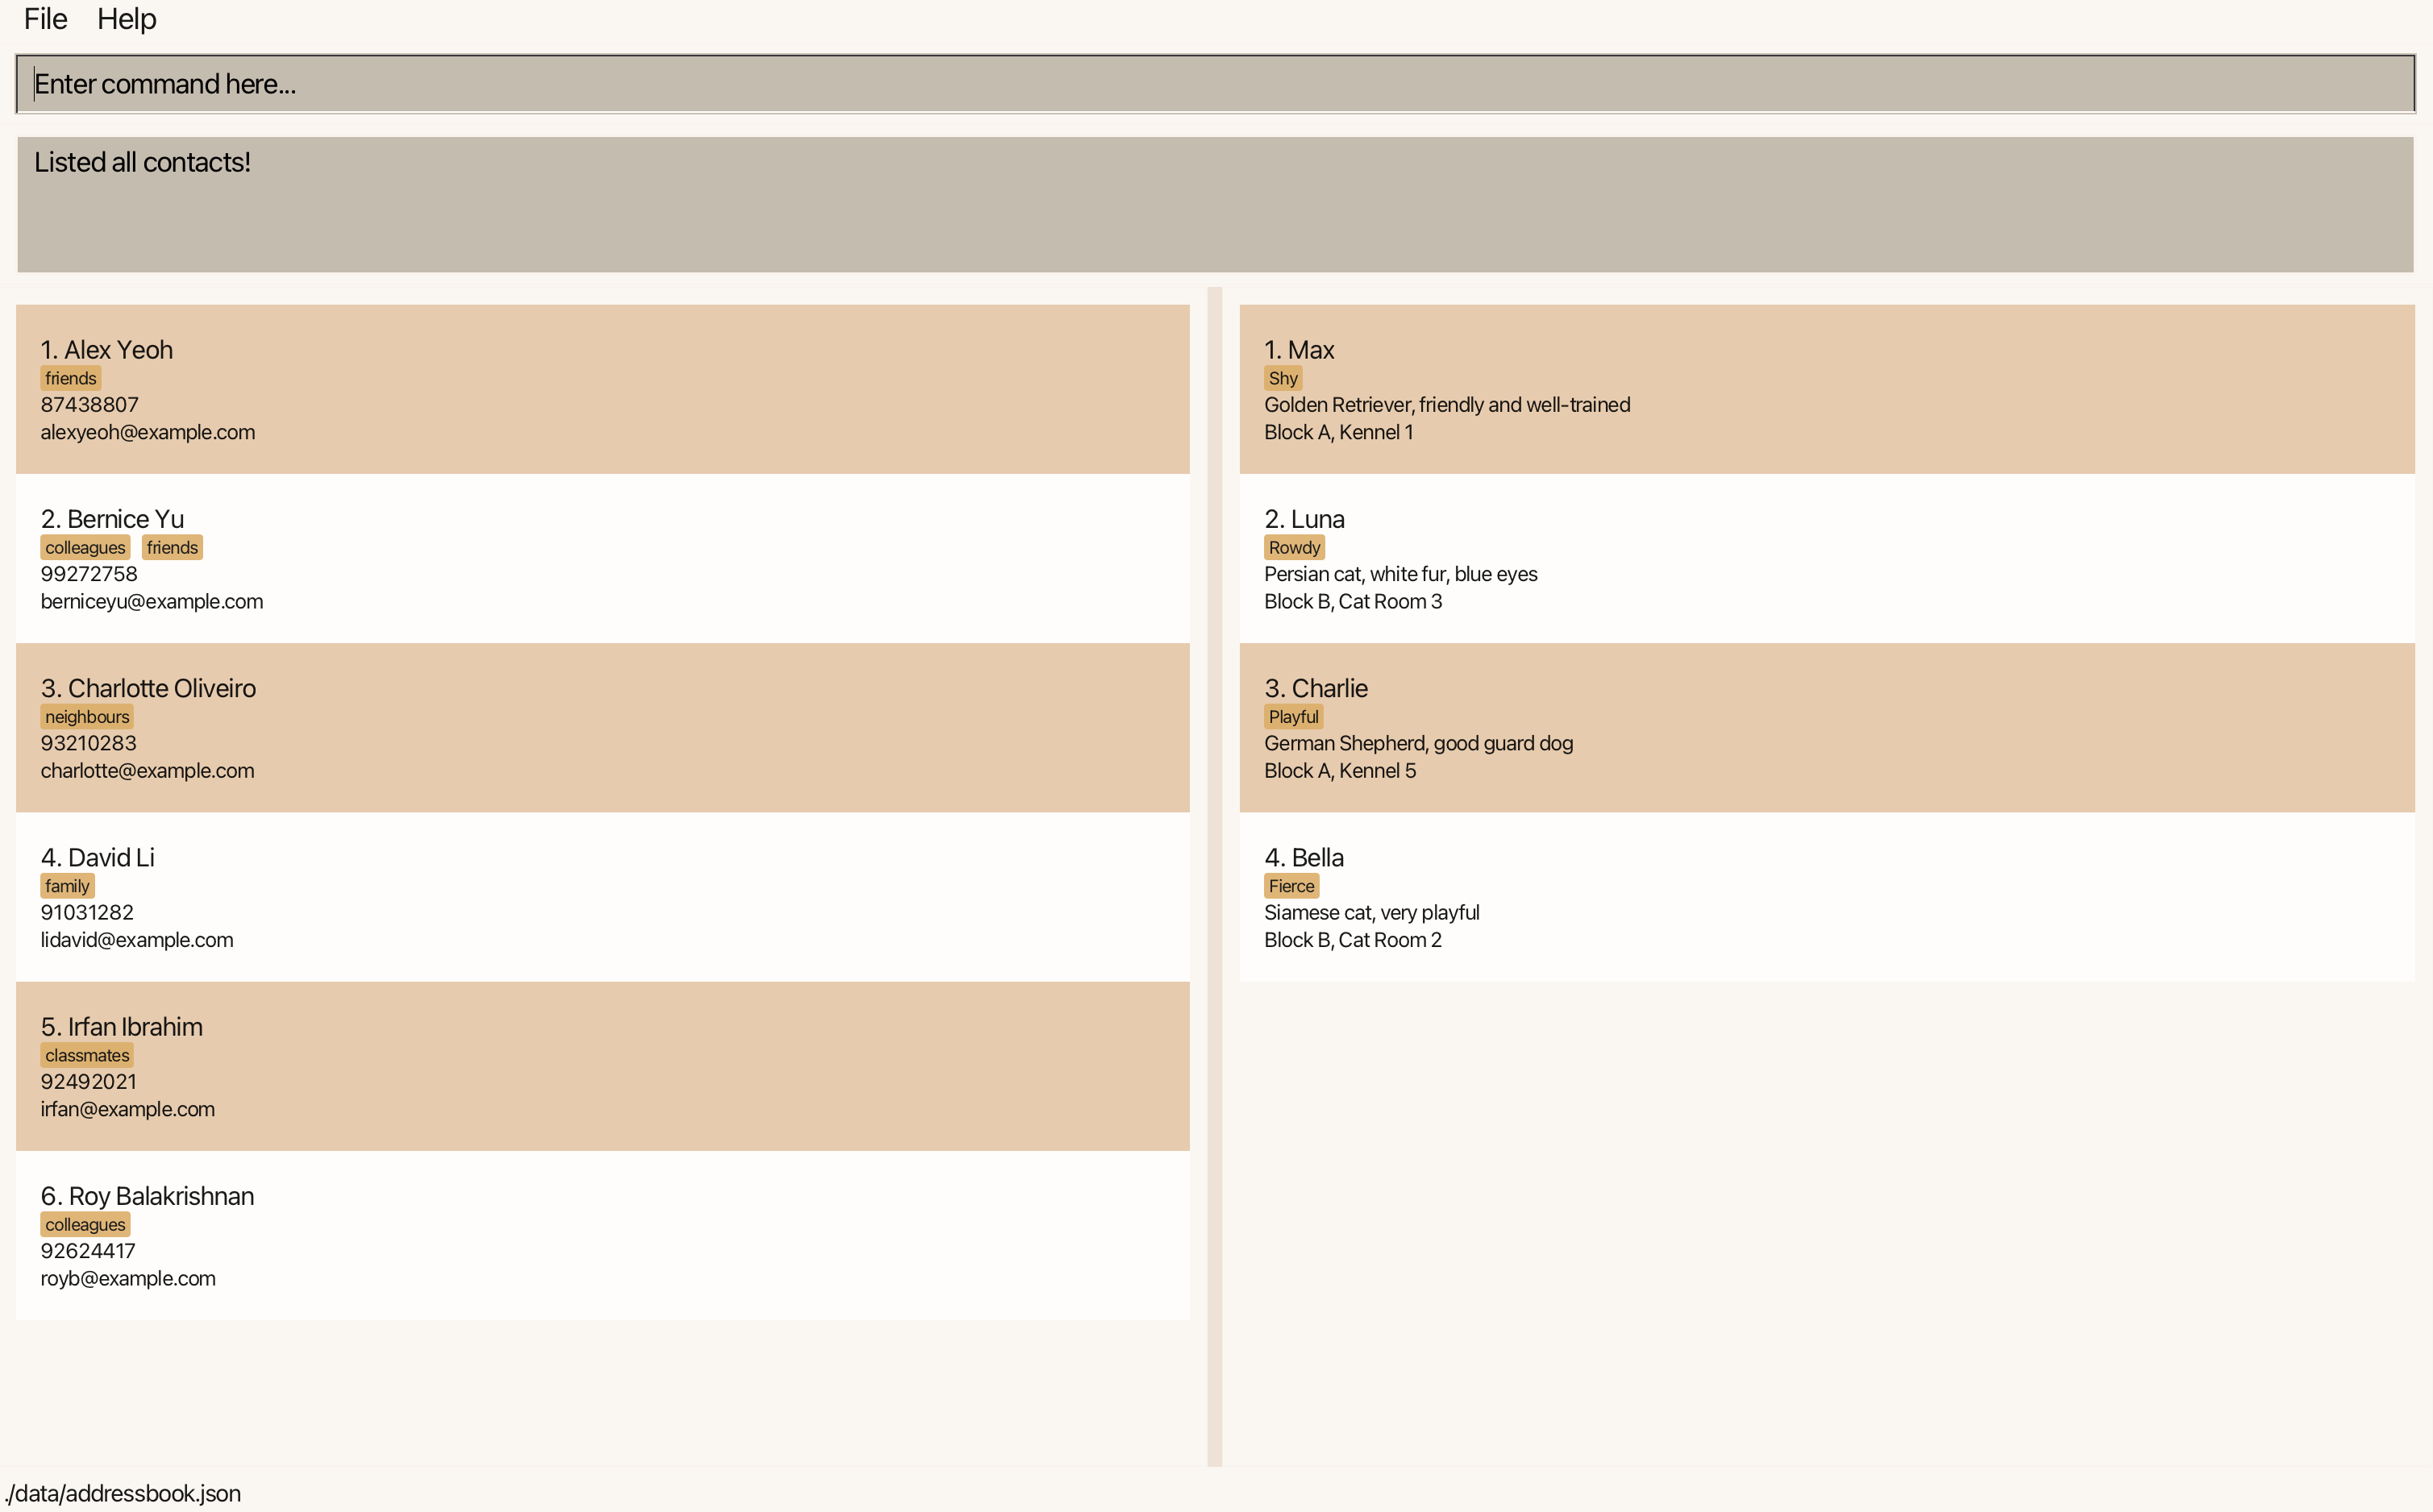 File Help
Enter command here...
Listed all contacts!
1. Alex Yeoh
friends
87438807
alexyeoh@example.com
2. Bernice Yu
colleagues friends
99272758
berniceyu@example.com
3. Charlotte Oliveiro
neighbours
93210283
charlotte@example.com
4. David Li
family
91031282
lidavid@example.com
5. Irfan Ibrahim
classmates
92492021
irfan@example.com
6. Roy Balakrishnan
colleagues
92624417
royb@example.com
1. Max
Shy
Golden Retriever, friendly and well-trained
Block A, Kennel 1
2. Luna
Rowdy
Persian cat, white fur, blue eyes
Block B, Cat Room 3
3. Charlie
Playful
German Shepherd, good guard dog
Block A, Kennel 5
4. Bella
Fierce
Siamese cat, very playful
Block B, Cat Room 2
./data/addressbook.json